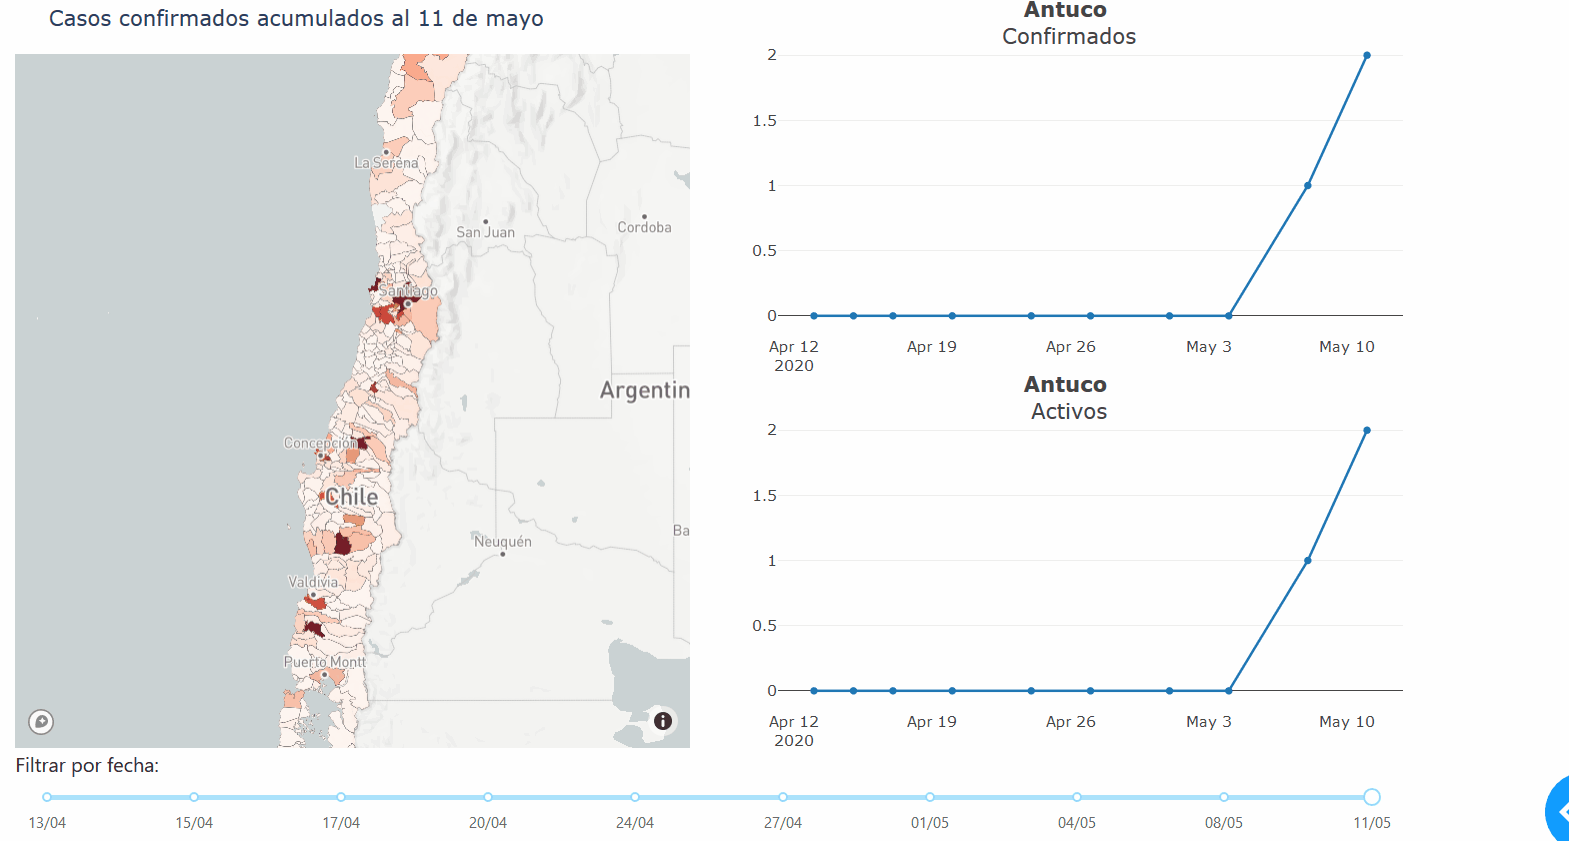 Casos confirmados acumulados al 11 de mayo
La Serena
San Juan
Cordoba
Santiago
Argentin
Concepción
Chile
Ba
Neuquén
Valdivia
Puerto Montt
Antuco
Confirmados
2
1.5
1
0.5
0
Apr 12
2020
Apr 19
Apr 26
May 3
May 10
Antuco
Activos
2
1.5
1
0.5
0
Apr 12
2020
Apr 19
Apr 26
May 3
May 10
Filtrar por fecha:
13/04
15/04
17/04
20/04
24/04
27/04
01/05
04/05
08/05
11/05